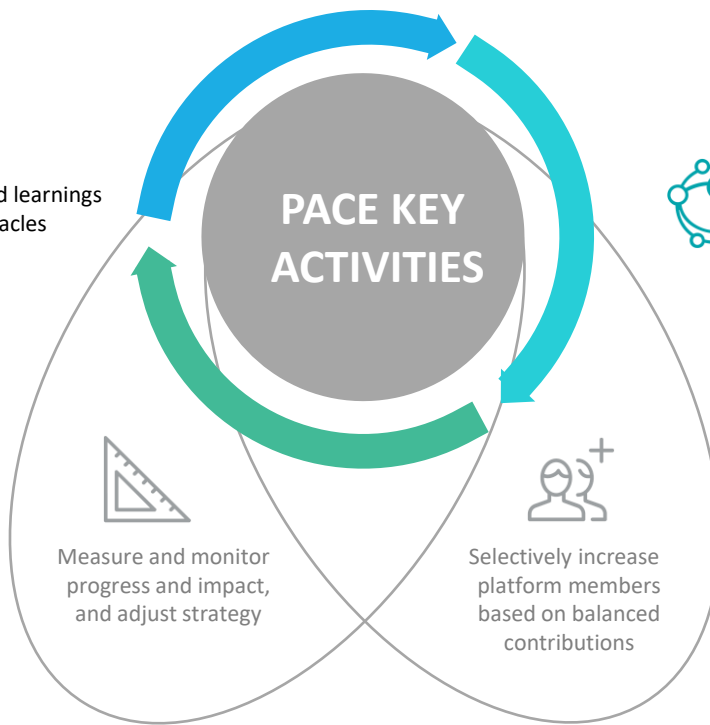 d learnings
acles
PACE KEY
ACTIVITIES
Measure and monitor
progress and impact,
and adjust strategy
Selectively increase
platform members
based on balanced
contributions